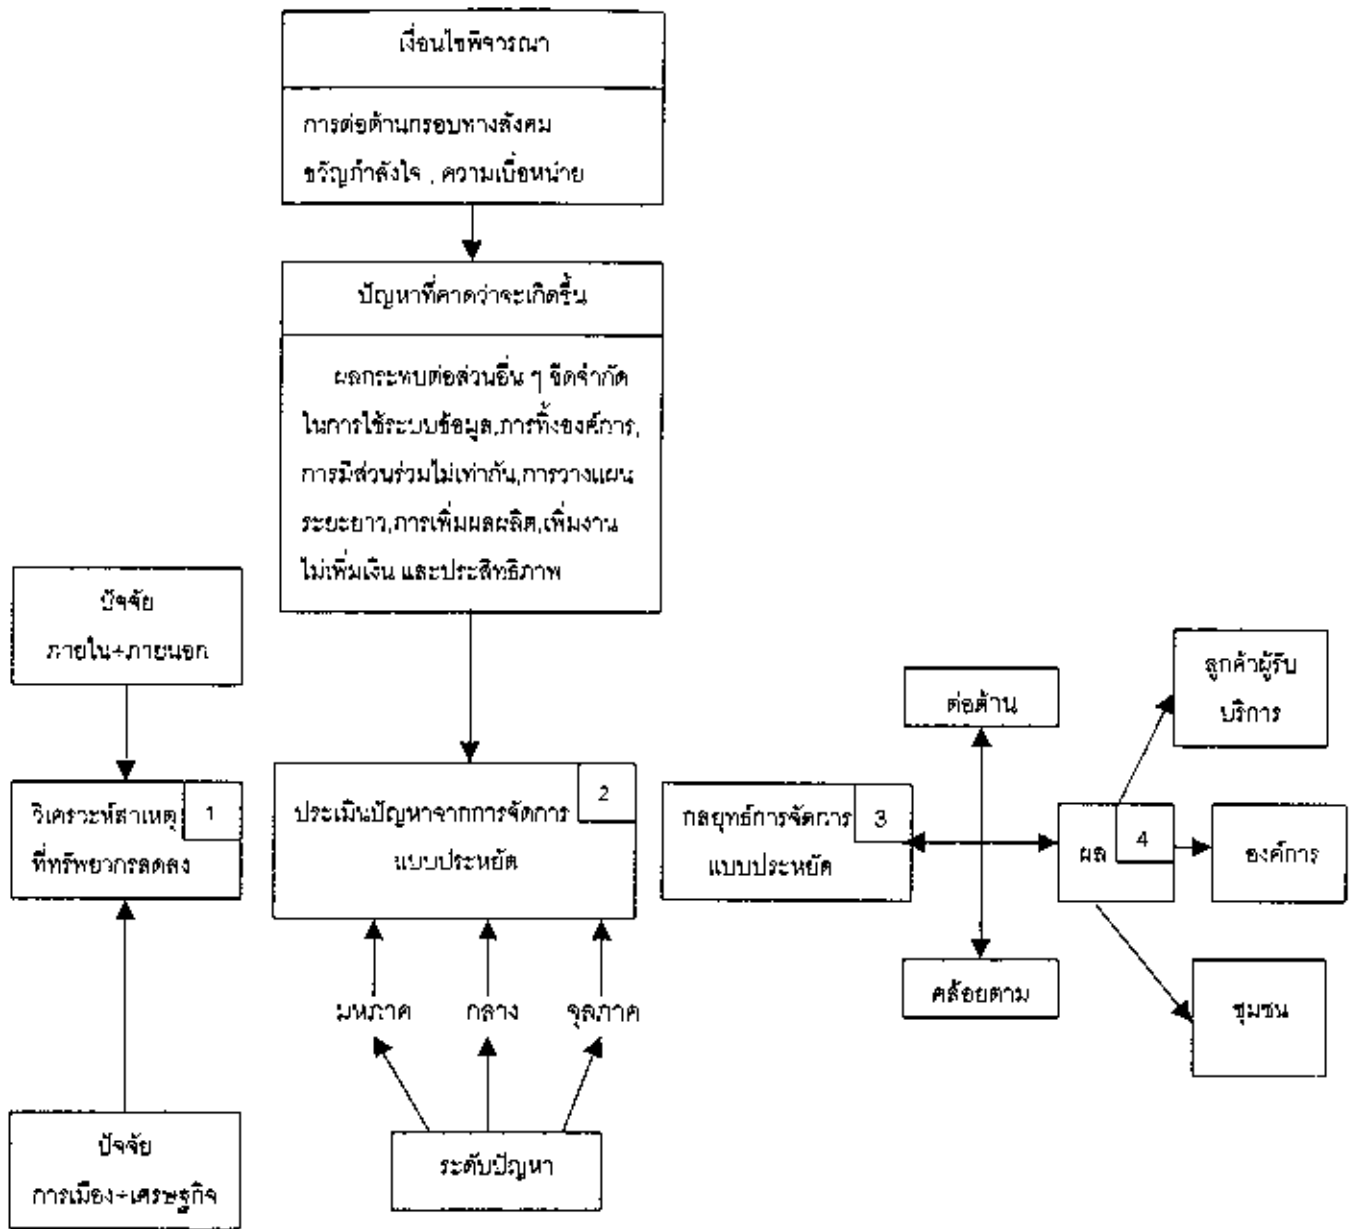 เงื่อนไขพิจารณา
การต่อต้านกรอบทางสังคม
ขวัญกำลังใจ , ความเบื่อหน่าย
ปัญหาที่คาดว่าจะเกิดขึ้น
ผลกระทบต่อส่วนอื่น ๆ ขีดจำกัด
ในการใช้ระบบข้อมูล,การทิ้งองค์การ,
การมีส่วนร่วมไม่เท่ากัน,การวางแผน
ระยะยาว,การเพิ่มผลผลิต,เพิ่มงาน
ไม่เพิ่มเงิน และประสิทธิภาพ
ปัจจัย
ภายใน+ภายนอก
วิเคราะห์สาเหตุ 1
ที่ทรัพยากรลดลง
ปัจจัย
การเมือง+เศรษฐกิจ
ประเมินปัญหาจากการจัดการ 2
แบบประหยัด
มหภาค กลาง จุลภาค
ระดับปัญหา
กลยุทธ์การจัดการ 3
แบบประหยัด
ต่อต้าน
คล้อยตาม
ผล 4
ลูกค้าผู้รับ
บริการ
องค์การ
ชุมชน